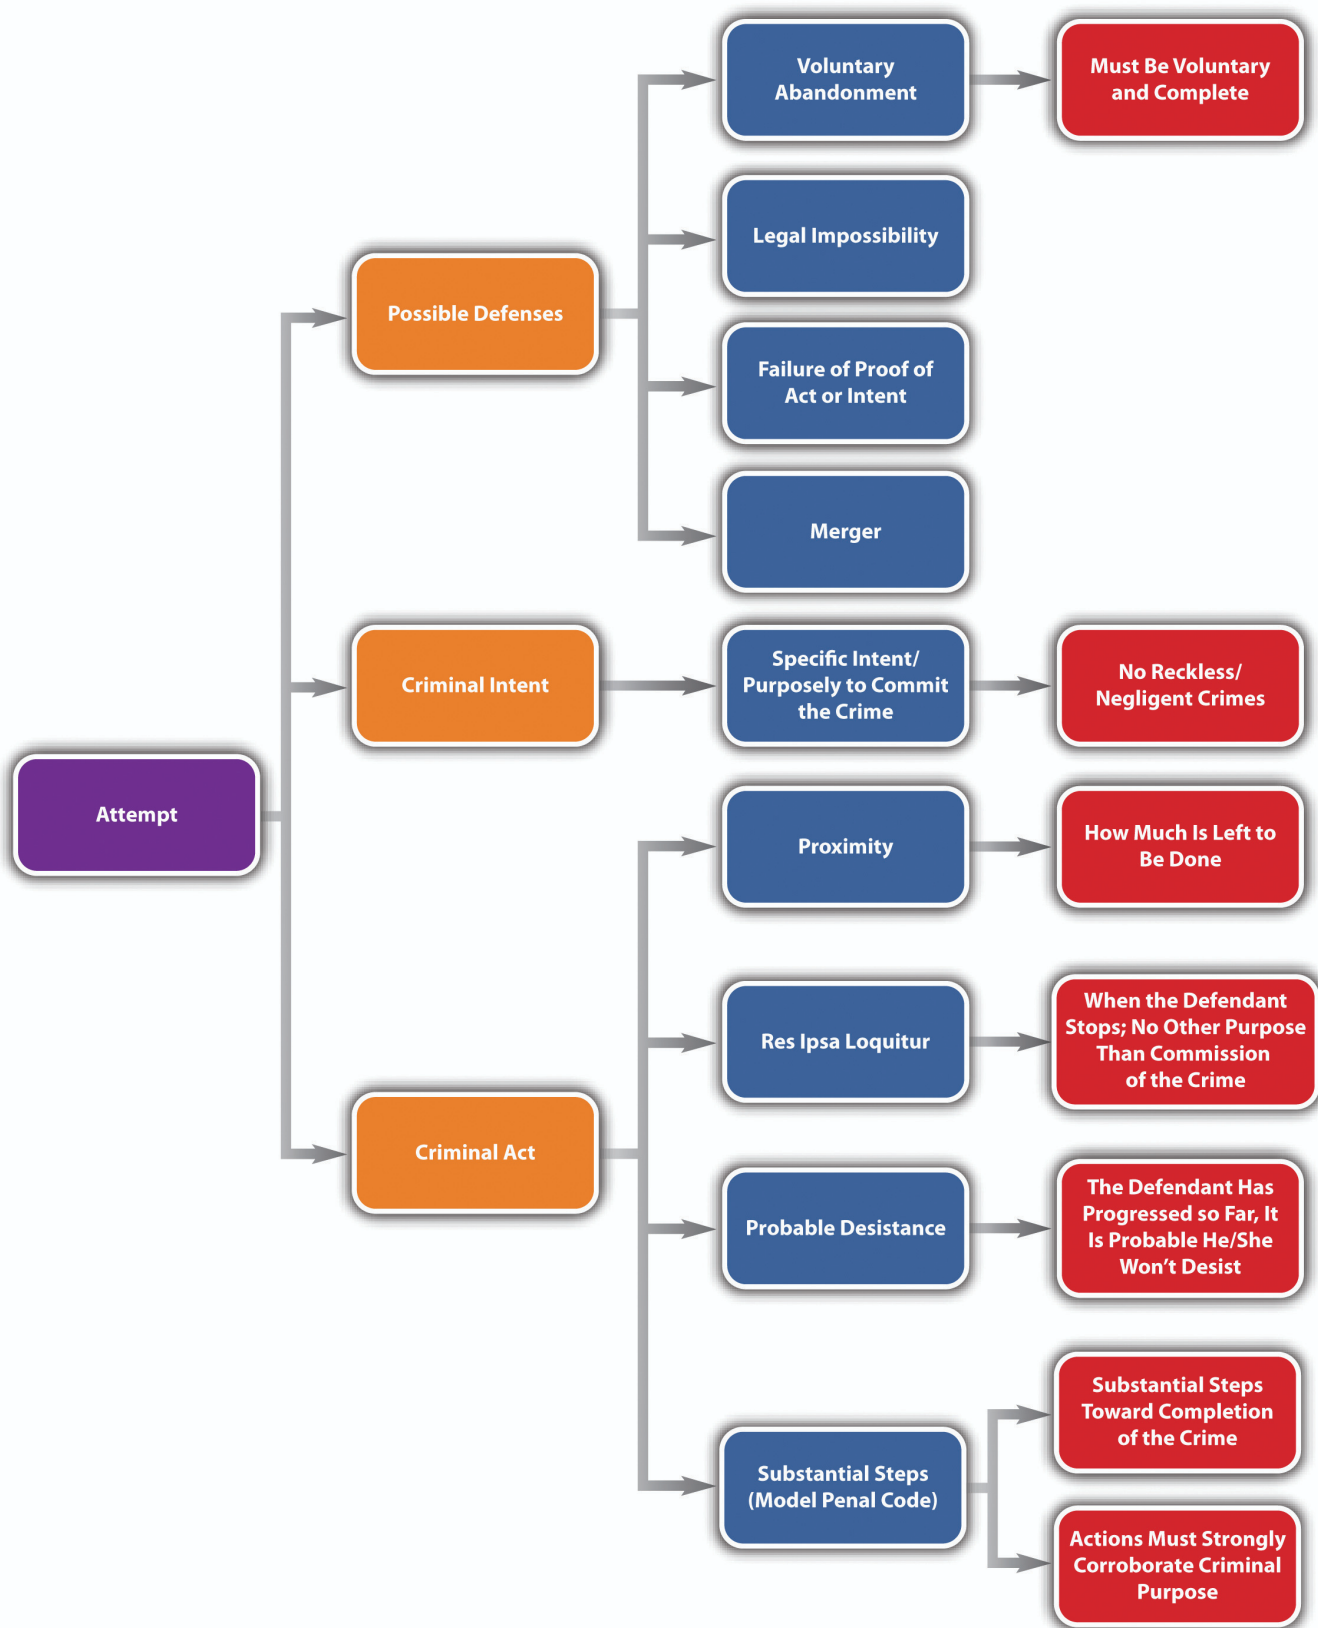 Voluntary
Abandonment
Must Be Voluntary
and Complete
Legal Impossibility
Possible Defenses
Failure of Proof of
Act or Intent
Merger
Criminal Intent
Specific Intent/
Purposely to Commit
the Crime
No Reckless/
Negligent Crimes
Attempt
Proximity
How Much Is Left to
Be Done
Res Ipsa Loquitur
When the Defendant
Stops; No Other Purpose
Than Commission
of the Crime
Criminal Act
Probable Desistance
The Defendant Has
Progressed so Far, It
Is Probable He/She
Won’t Desist
Substantial Steps
(Model Penal Code)
Substantial Steps
Toward Completion
of the Crime
Actions Must Strongly
Corroborate Criminal
Purpose